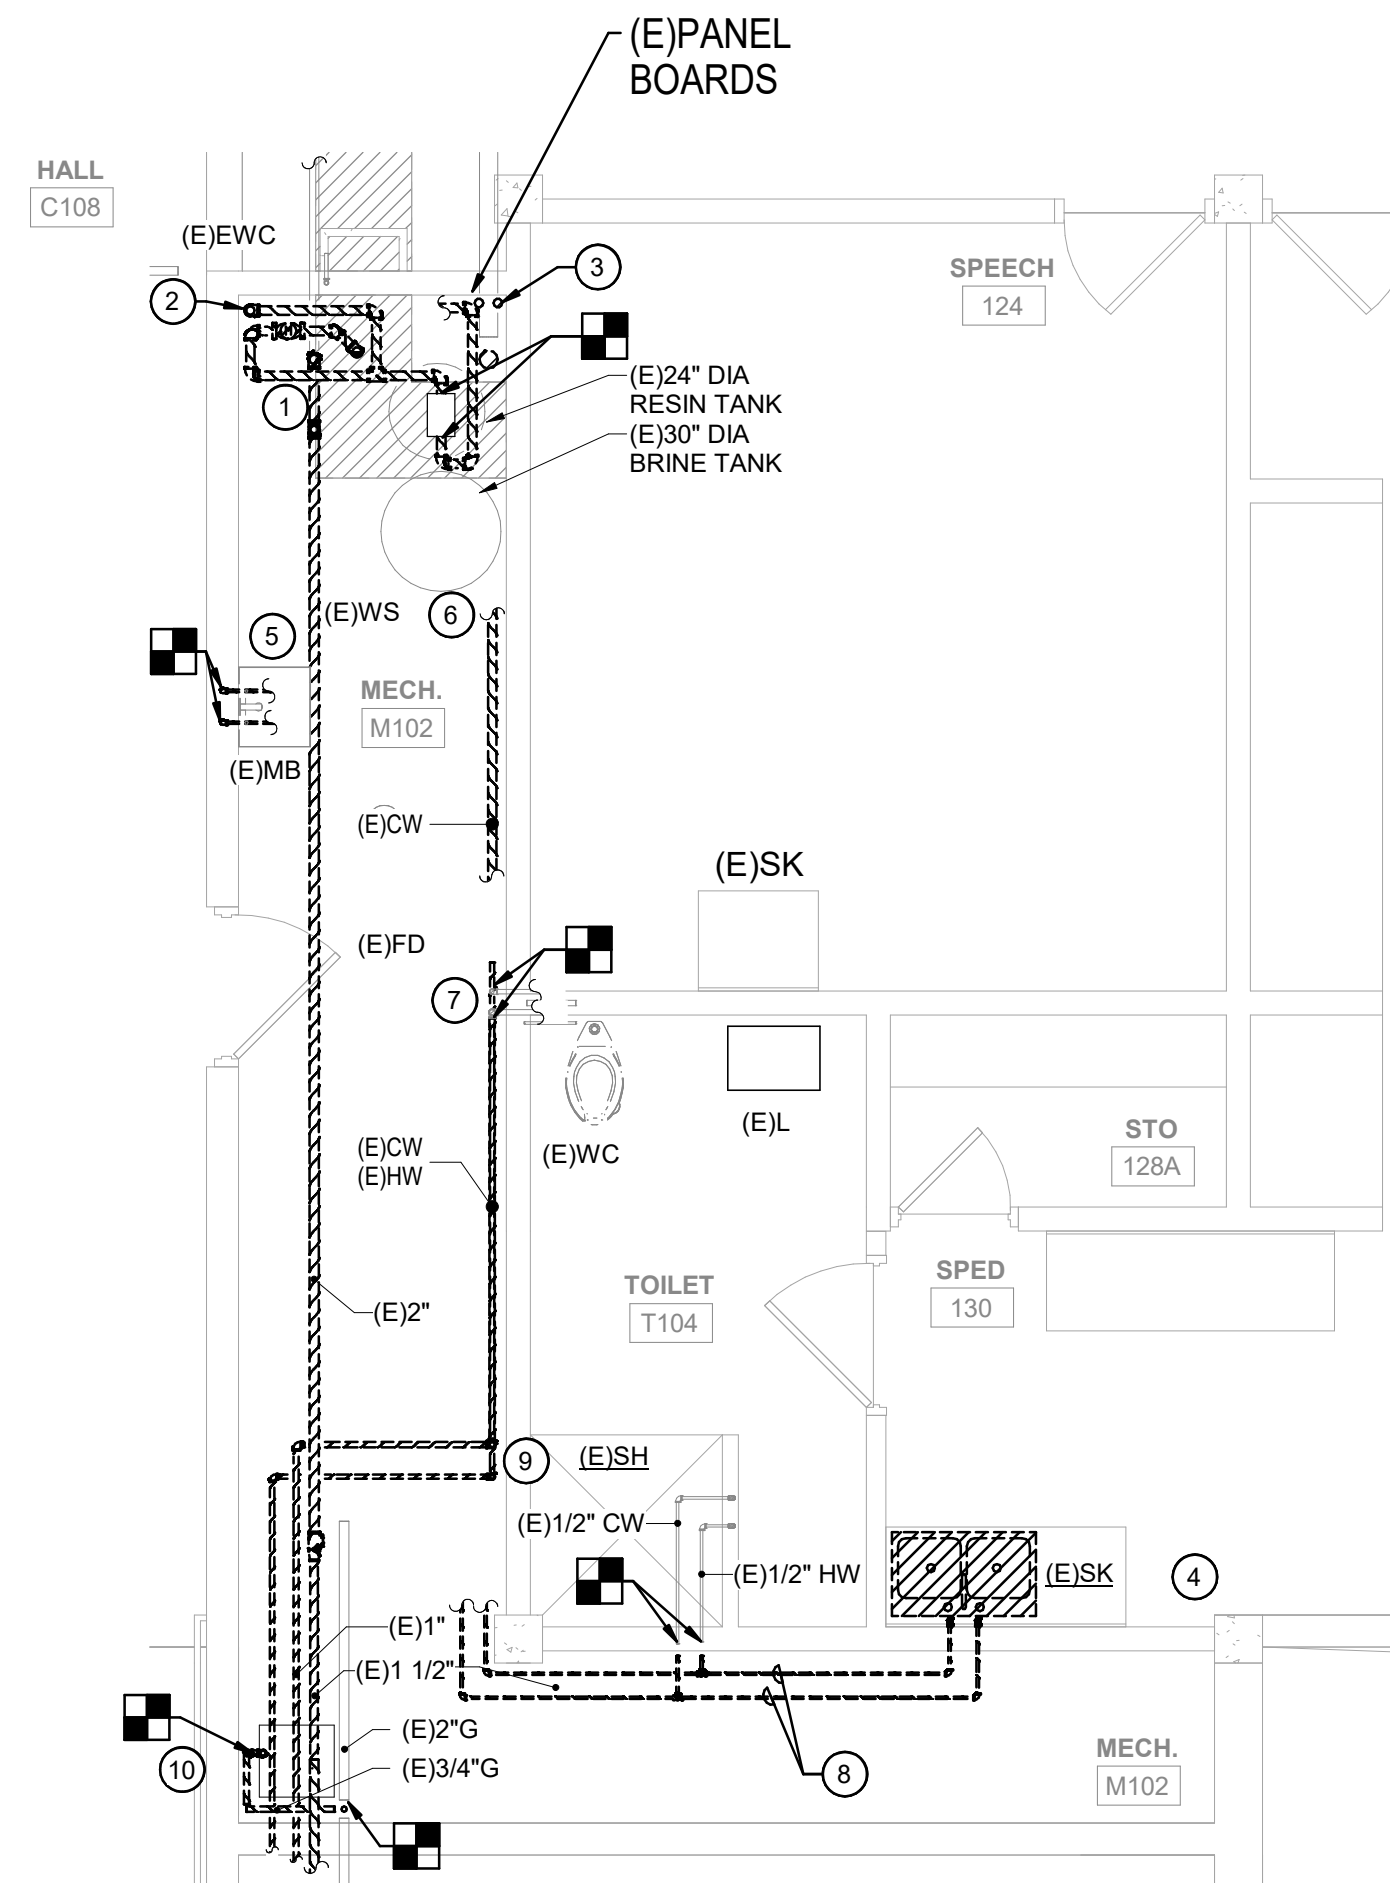 (E)PANEL
BOARDS
HALL
C108
(E)EWC
2
3
SPEECH
124
1
(E)24" DIA
RESIN TANK
(E)30" DIA
BRINE TANK
5
(E)WS
6
MECH.
M102
(E)MB
(E)CW
(E)SK
(E)FD
7
(E)CW
(E)HW
(E)WC
(E)L
STO
128A
TOILET
T104
SPED
130
(E)2"
9
(E)SH
(E)1/2" CW
(E)1/2" HW
(E)SK
4
(E)1"
(E)1 1/2"
(E)2"G
(E)3/4"G
10
8
MECH.
M102